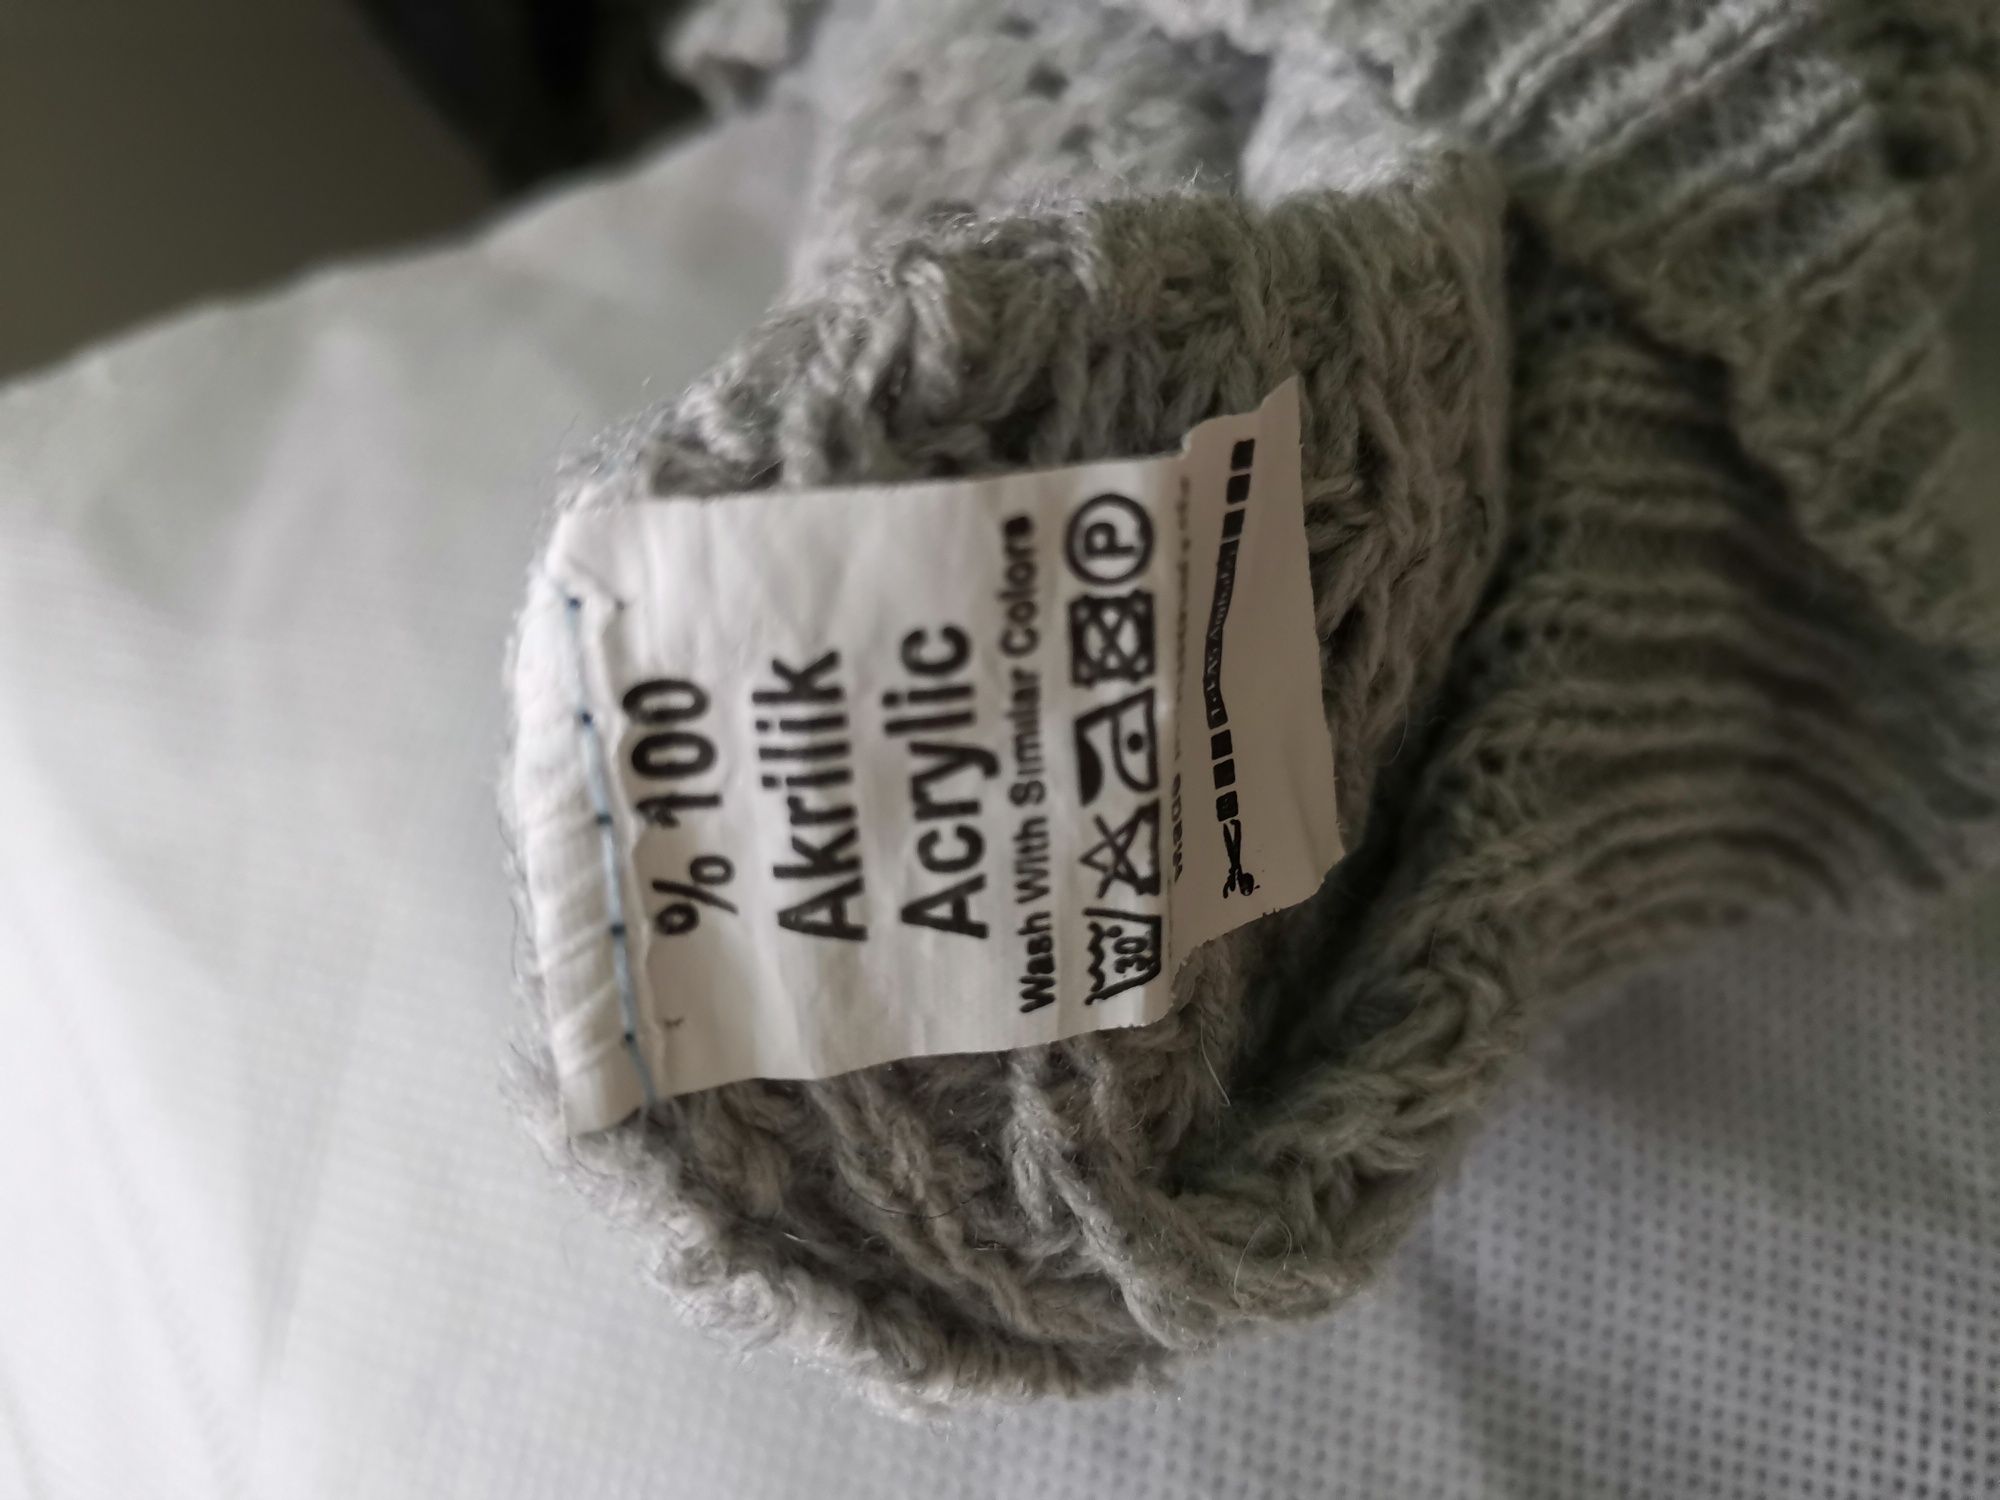 % 100
Akrilik
Acrylic
Wash With Similar Colors
30° P